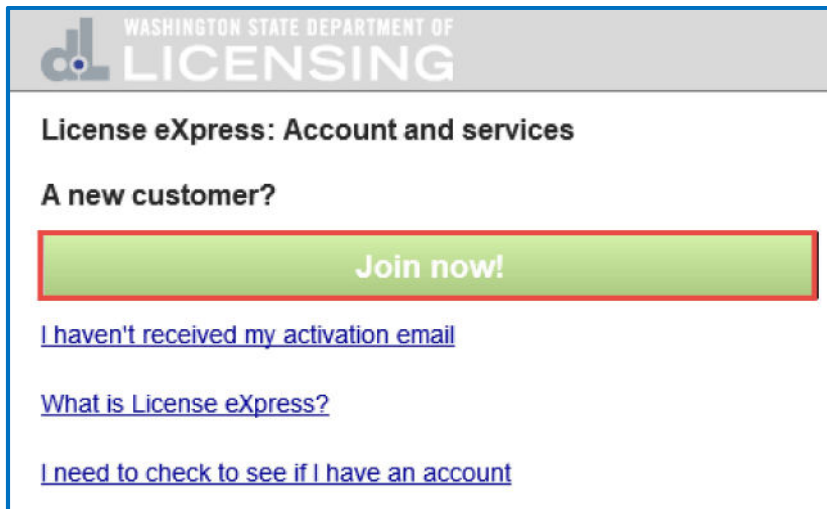 WASHINGTON STATE DEPARTMENT OF
dL LICENSING
License eXpress: Account and services
A new customer?
Join now!
I haven't received my activation email
What is License eXpress?
I need to check to see if I have an account